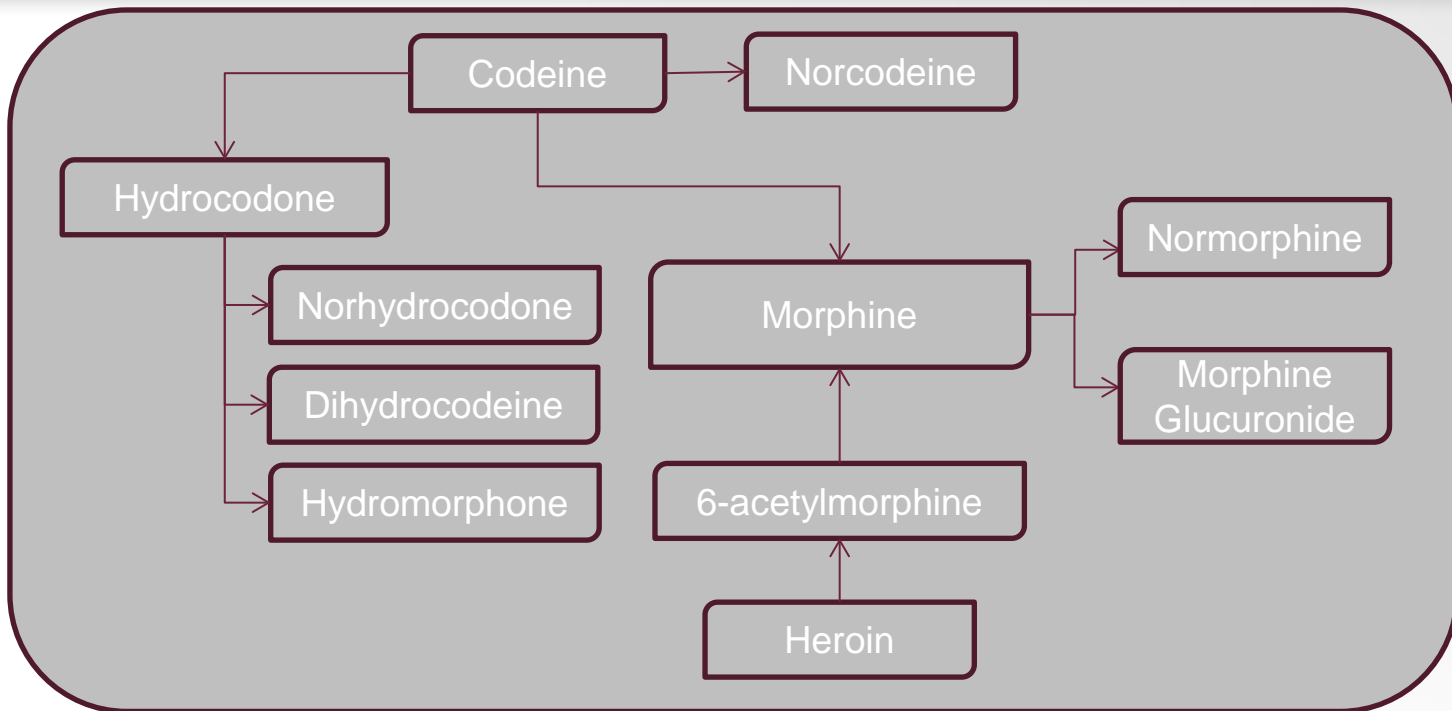 Codeine
Norcodeine
Hydrocodone
Normorphine
Norhydrocodone
Morphine
Dihydrocodeine
Morphine
Glucuronide
Hydromorphone
6-acetylmorphine
Heroin